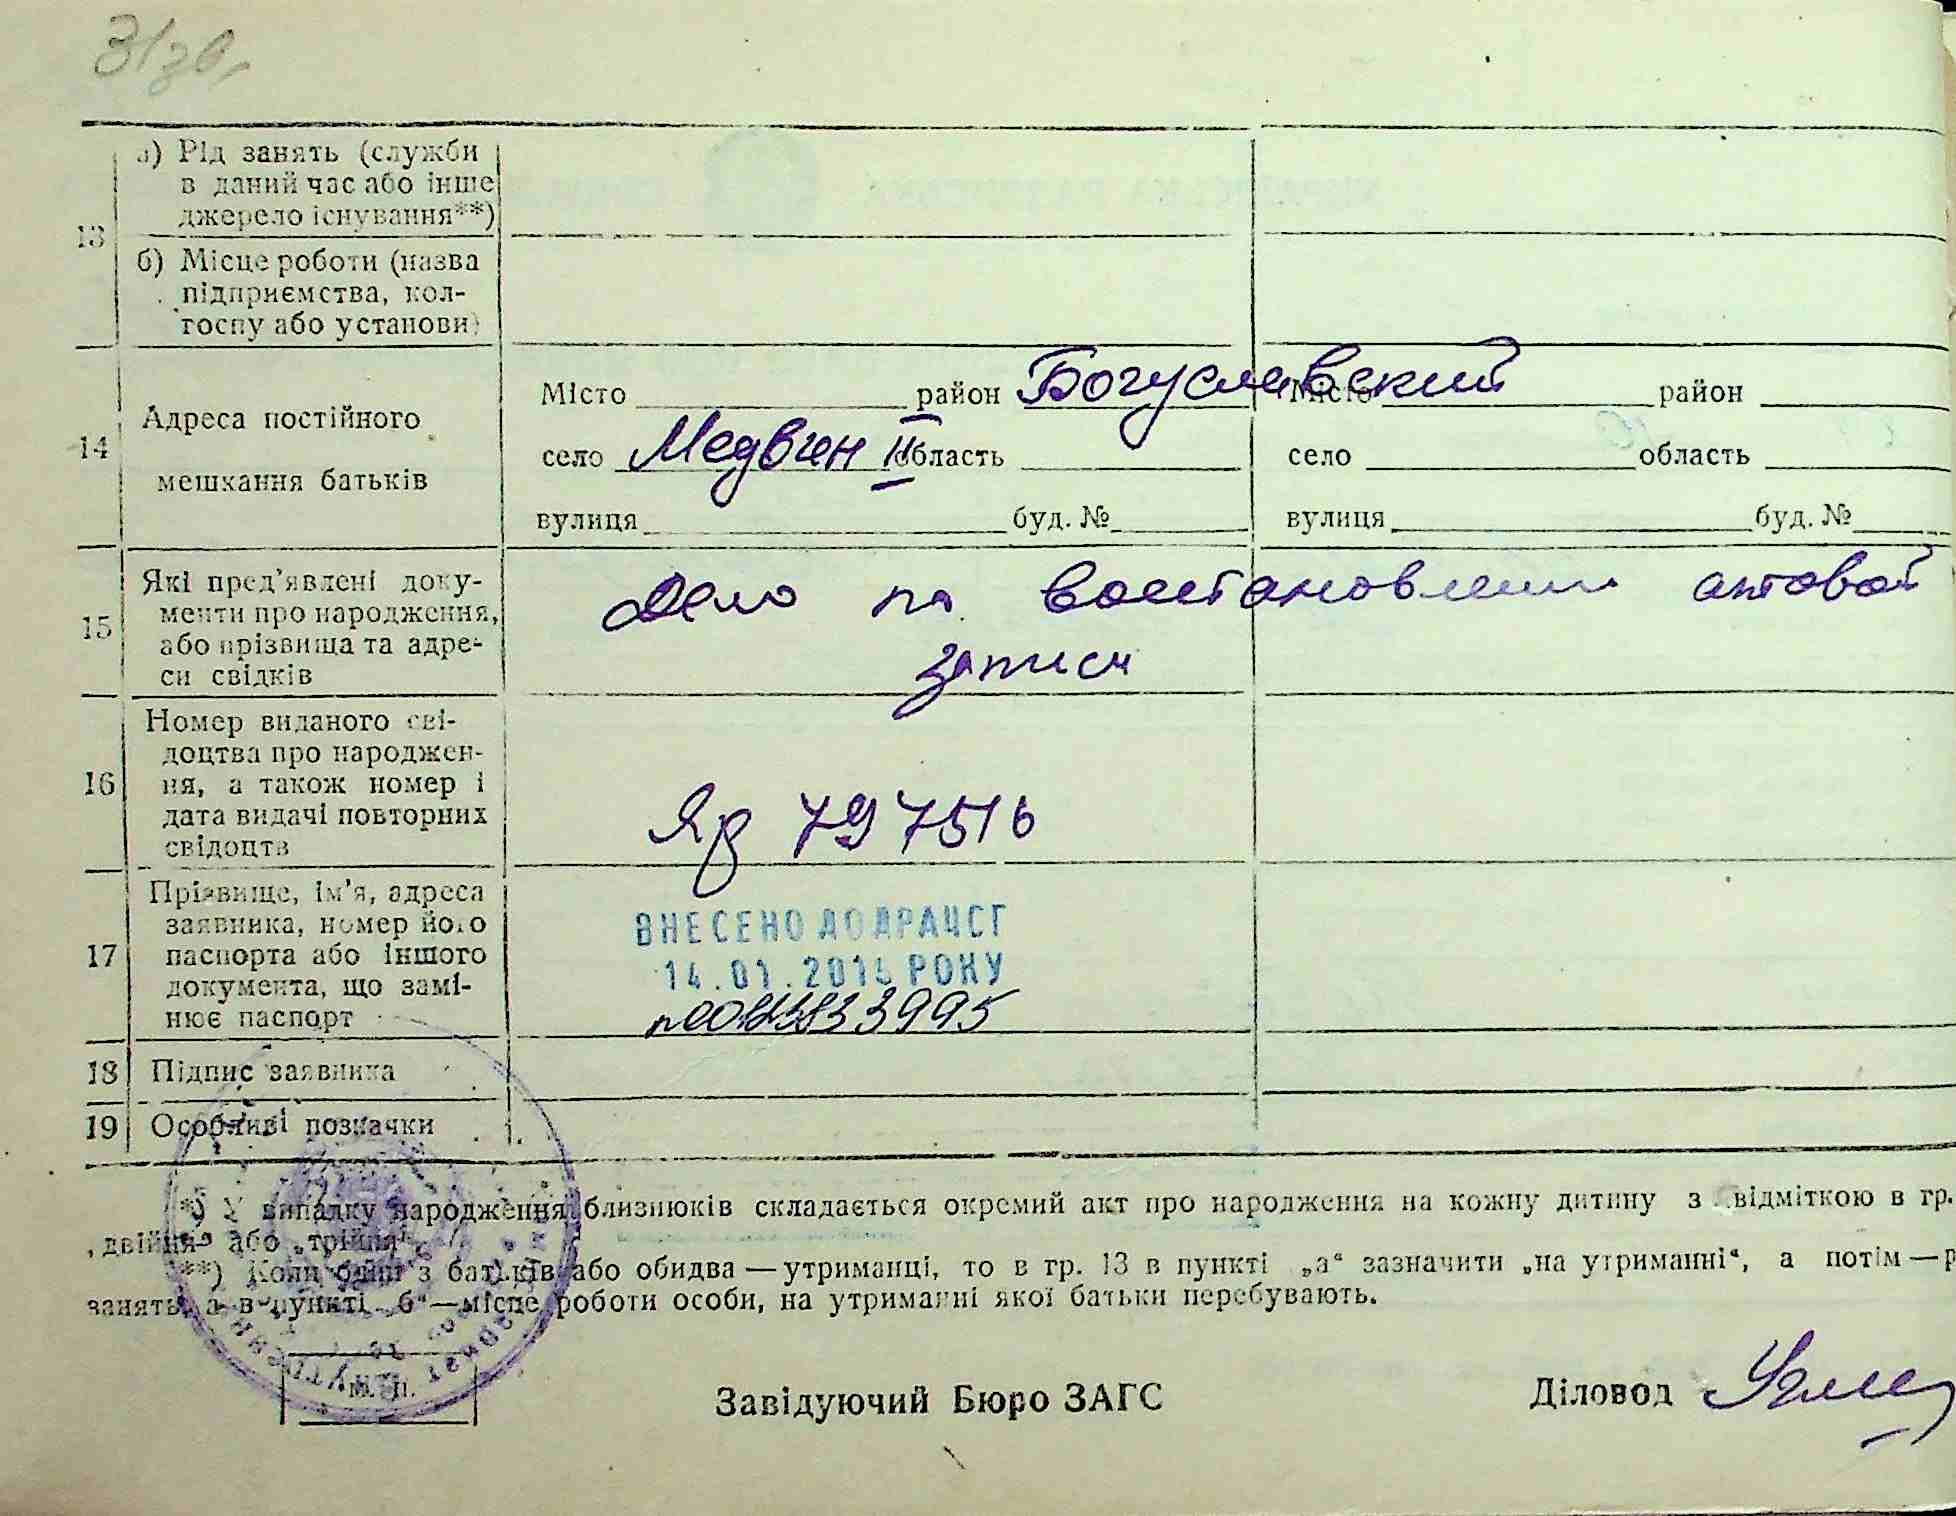 31зв.
13
а) Рід занять (служби
в даний час або інше
джерело існування**)
б) Місце роботи (назва
підприємства, кол-
госпу або установи)
14
Адреса постійного
мешкання батьків
Місто район Богуславский Місто район
село Медвин II область село область
вулиця буд. № вулиця буд. №
15
Які пред’явлені доку-
менти про народження,
або прізвища та адре-
си свідків
Дело по восстановлении актовой
записи
16
Номер виданого сві-
доцтва про народжен-
ня, а також номер і
дата видачі повторних
свідоцтв
797516
17
Прізвище, ім’я, адреса
заявника, номер його
паспорта або іншого
документа, що замі-
нює паспорт
ВНЕСЕНО ДО ДРАЦСГ
14.01.2015 РОКУ
18 Підпис заявника
19 Особливі позначки
*) У випадку народження близнюків складається окремий акт про народження на кожну дитину з відміткою в гр.
„двійня“ або „трійня“.
**) Коли один з батьків або обидва — утриманці, то в гр. 13 в пункті „а“ зазначити „на утриманні“, а потім —
занять, а в пункті „б“ — місце роботи особи, на утриманні якої батьки перебувають.
М. П.
Завідуючий Бюро ЗАГС
Діловод